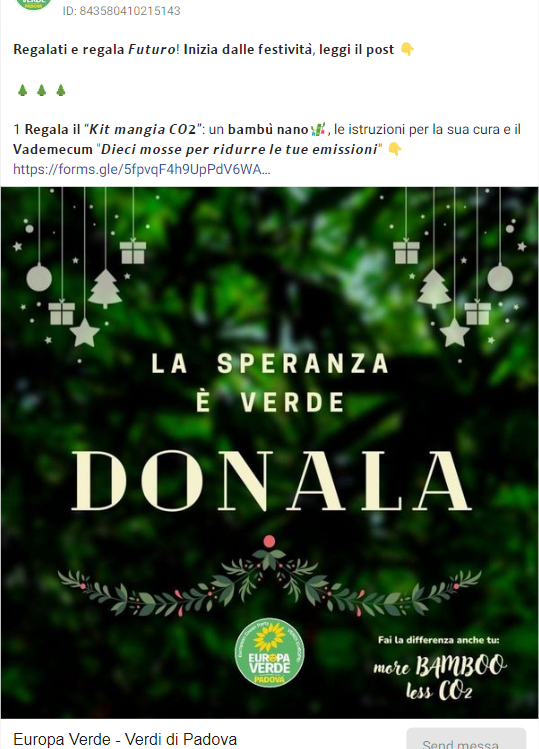 VERDE
PADOVA
ID: 843580410215143
Regalati e regala Futuro! Inizia dalle festività, leggi il post 👇
🌲 🌲 🌲
1 Regala il “Kit mangia CO2”: un bambù nano🎋, le istruzioni per la sua cura e il
Vademecum "Dieci mosse per ridurre le tue emissioni" 👇
https://forms.gle/5fpvqF4h9UpPdV6WA...
LA SPERANZA
È VERDE
DONALA
EUROPA
VERDE
PADOVA
Fai la differenza anche tu:
more BAMBOO
less CO2
Europa Verde - Verdi di Padova
Send messa...